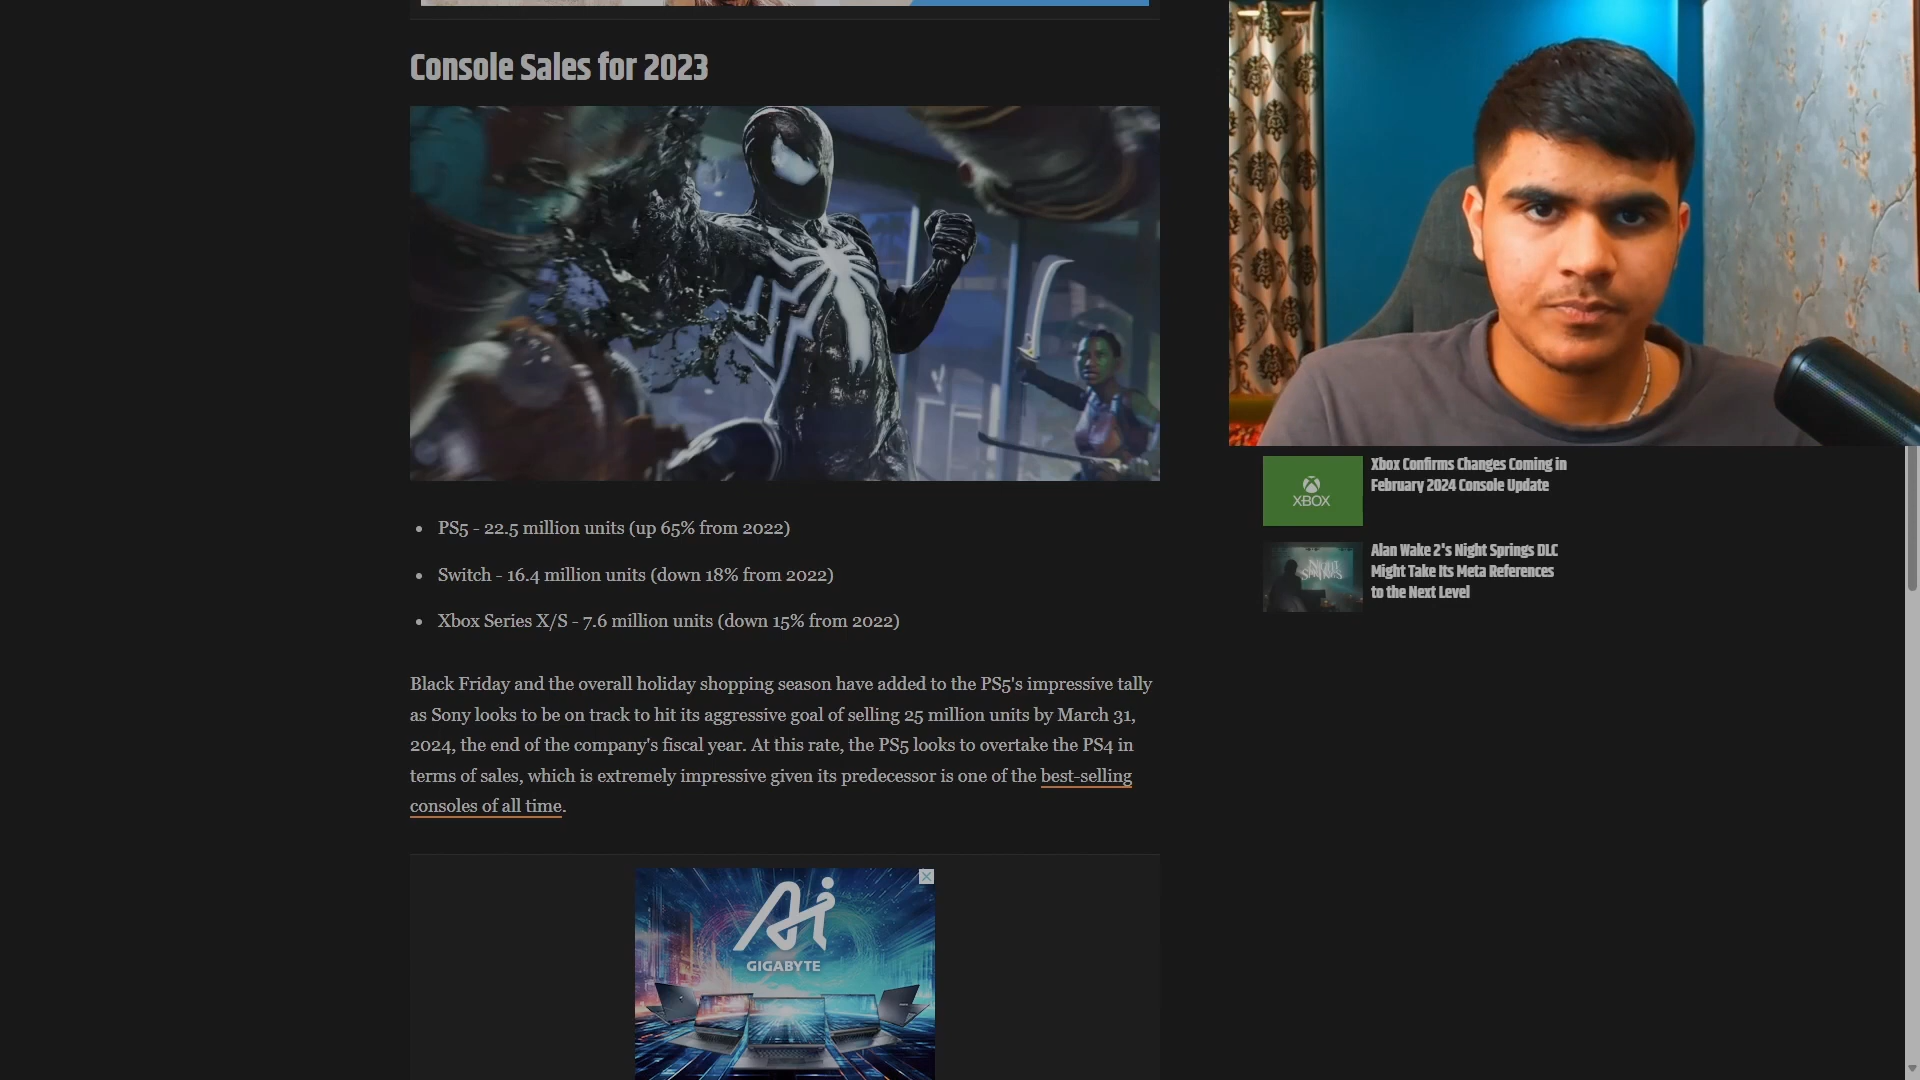 Console Sales for 2023
PS5 - 22.5 million units (up 65% from 2022)
Switch - 16.4 million units (down 18% from 2022)
Xbox Series X/S - 7.6 million units (down 15% from 2022)
Black Friday and the overall holiday shopping season have added to the PS5's impressive tally
as Sony looks to be on track to hit its aggressive goal of selling 25 million units by March 31,
2024, the end of the company's fiscal year. At this rate, the PS5 looks to overtake the PS4 in
terms of sales, which is extremely impressive given its predecessor is one of the best-selling
consoles of all time.
Ai
GIGABYTE
XBOX
Xbox Confirms Changes Coming in
February 2024 Console Update
NIGHT
SPRINGS
Alan Wake 2's Night Springs DLC
Might Take Its Meta References
to the Next Level